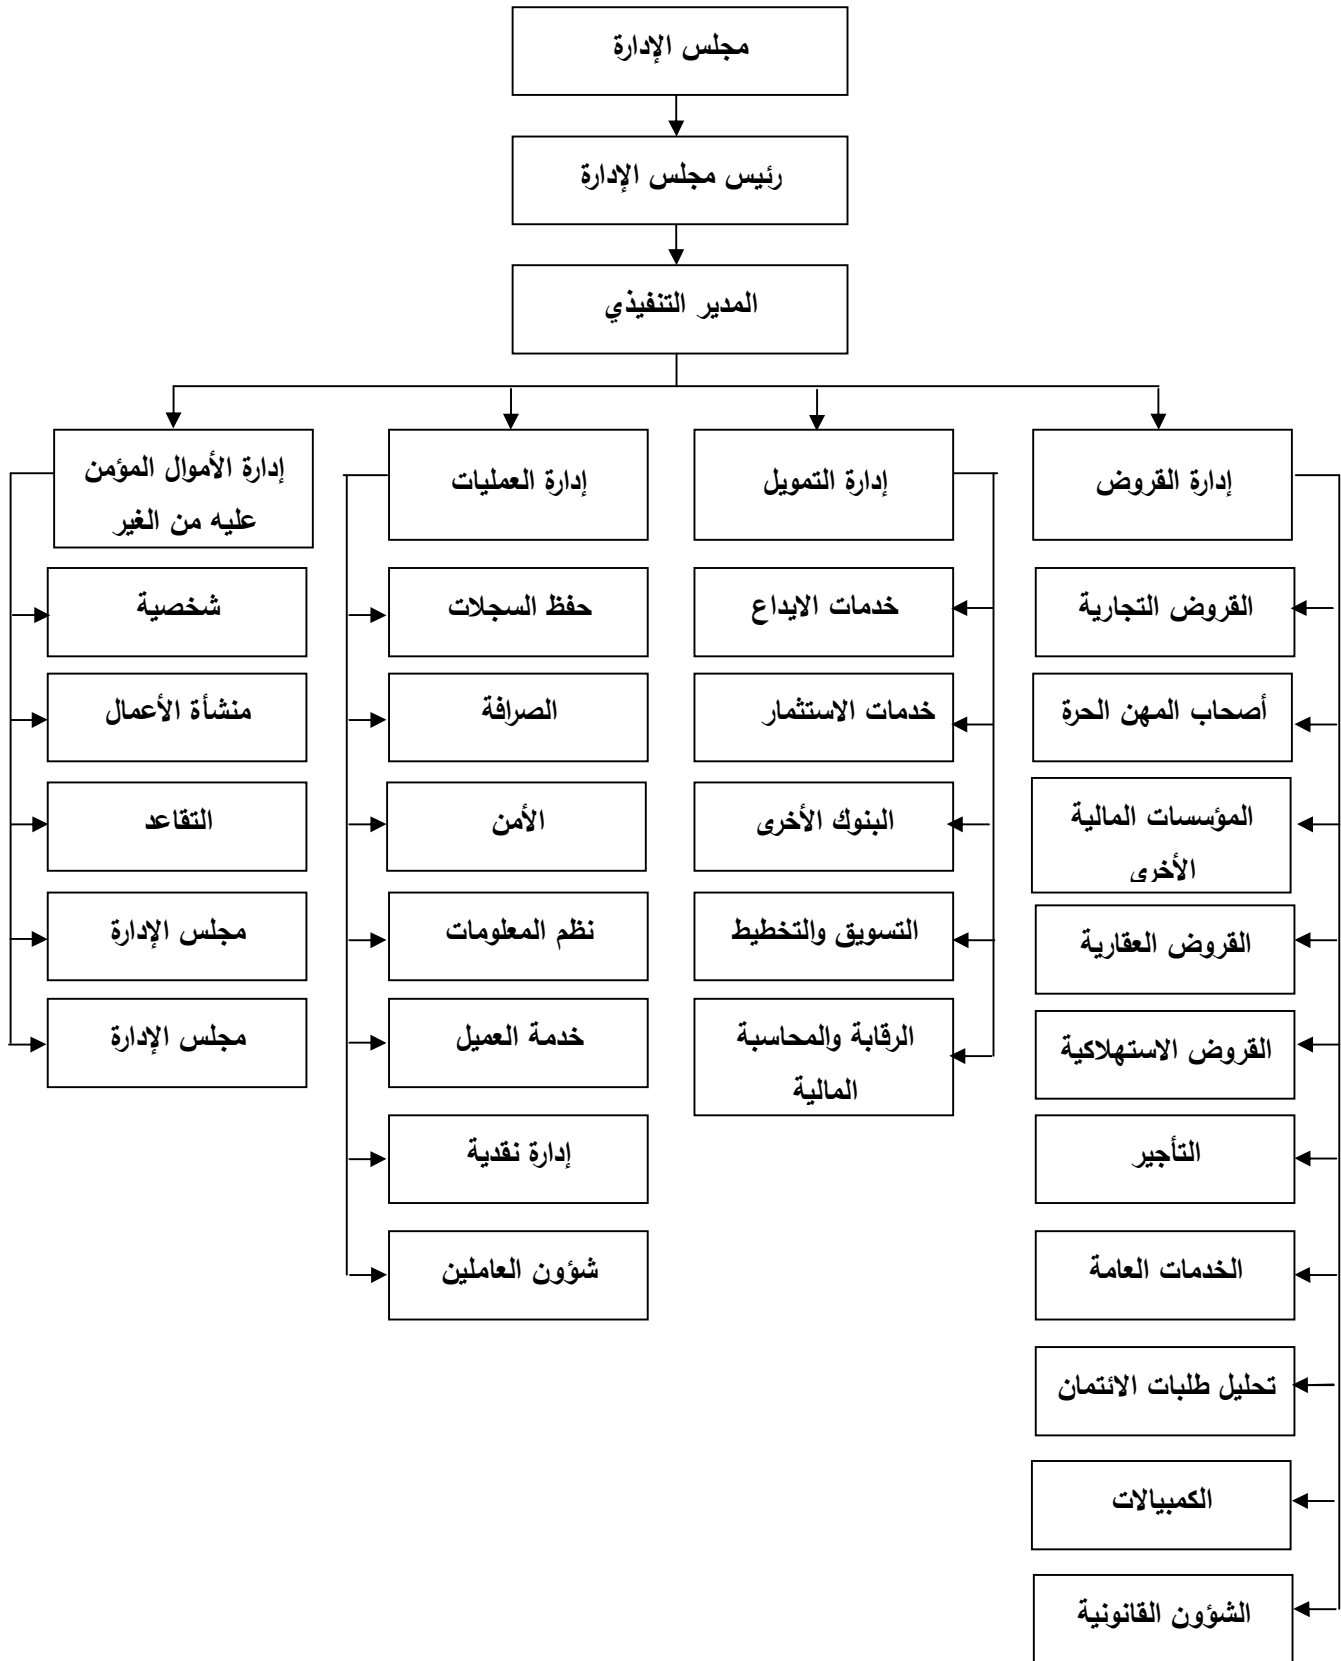 مجلس الإدارة
رئيس مجلس الإدارة
المدير التنفيذي
إدارة القروض
القروض التجارية
أصحاب المهن الحرة
المؤسسات المالية
الأخرى
القروض العقارية
القروض الاستهلاكية
التأجير
الخدمات العامة
تحليل طلبات الائتمان
الكمبيالات
الشؤون القانونية
إدارة التمويل
خدمات الايداع
خدمات الاستثمار
البنوك الأخرى
التسويق والتخطيط
الرقابة والمحاسبة
المالية
إدارة العمليات
حفظ السجلات
الصرافة
الأمن
نظم المعلومات
خدمة العميل
إدارة نقدية
شؤون العاملين
إدارة الأموال المؤمن
عليه من الغير
شخصية
منشأة الأعمال
التقاعد
مجلس الإدارة
مجلس الإدارة